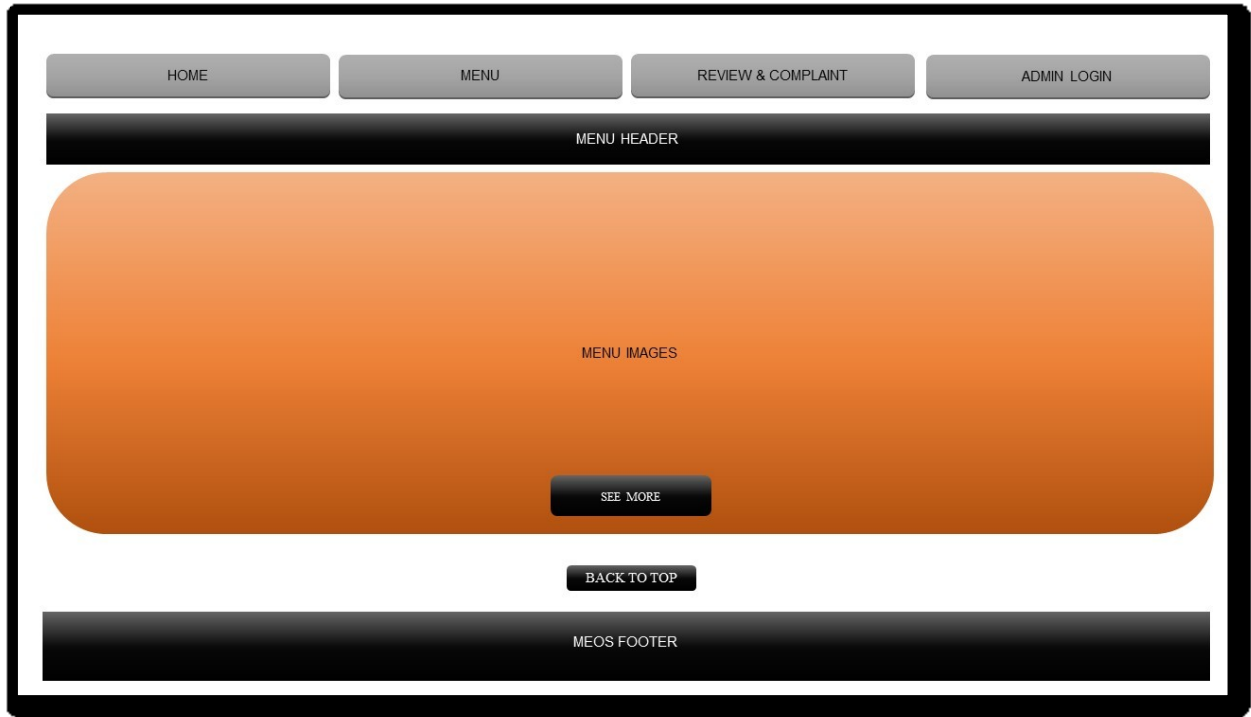 HOME
MENU
REVIEW & COMPLAINT
ADMIN LOGIN
MENU HEADER
MENU IMAGES
SEE MORE
BACK TO TOP
MEOS FOOTER